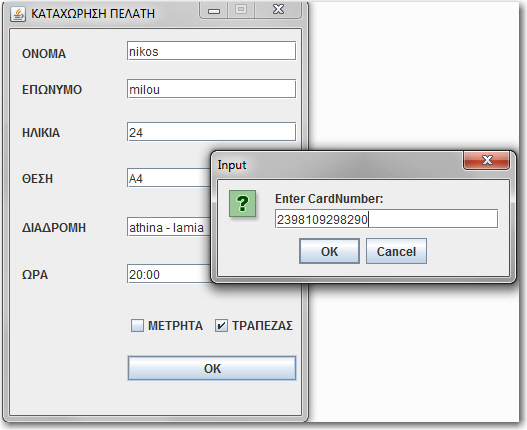 ΚΑΤΑΧΩΡΗΣΗ ΠΕΛΑΤΗ
ΟΝΟΜΑ nikos
ΕΠΩΝΥΜΟ milou
ΗΛΙΚΙΑ 24
ΘΕΣΗ A4
ΔΙΑΔΡΟΜΗ athina - lamia
ΩΡΑ 20:00
ΜΕΤΡΗΤΑ ΤΡΑΠΕΖΑΣ
OK
Input
Enter CardNumber:
2398109298290
OK Cancel